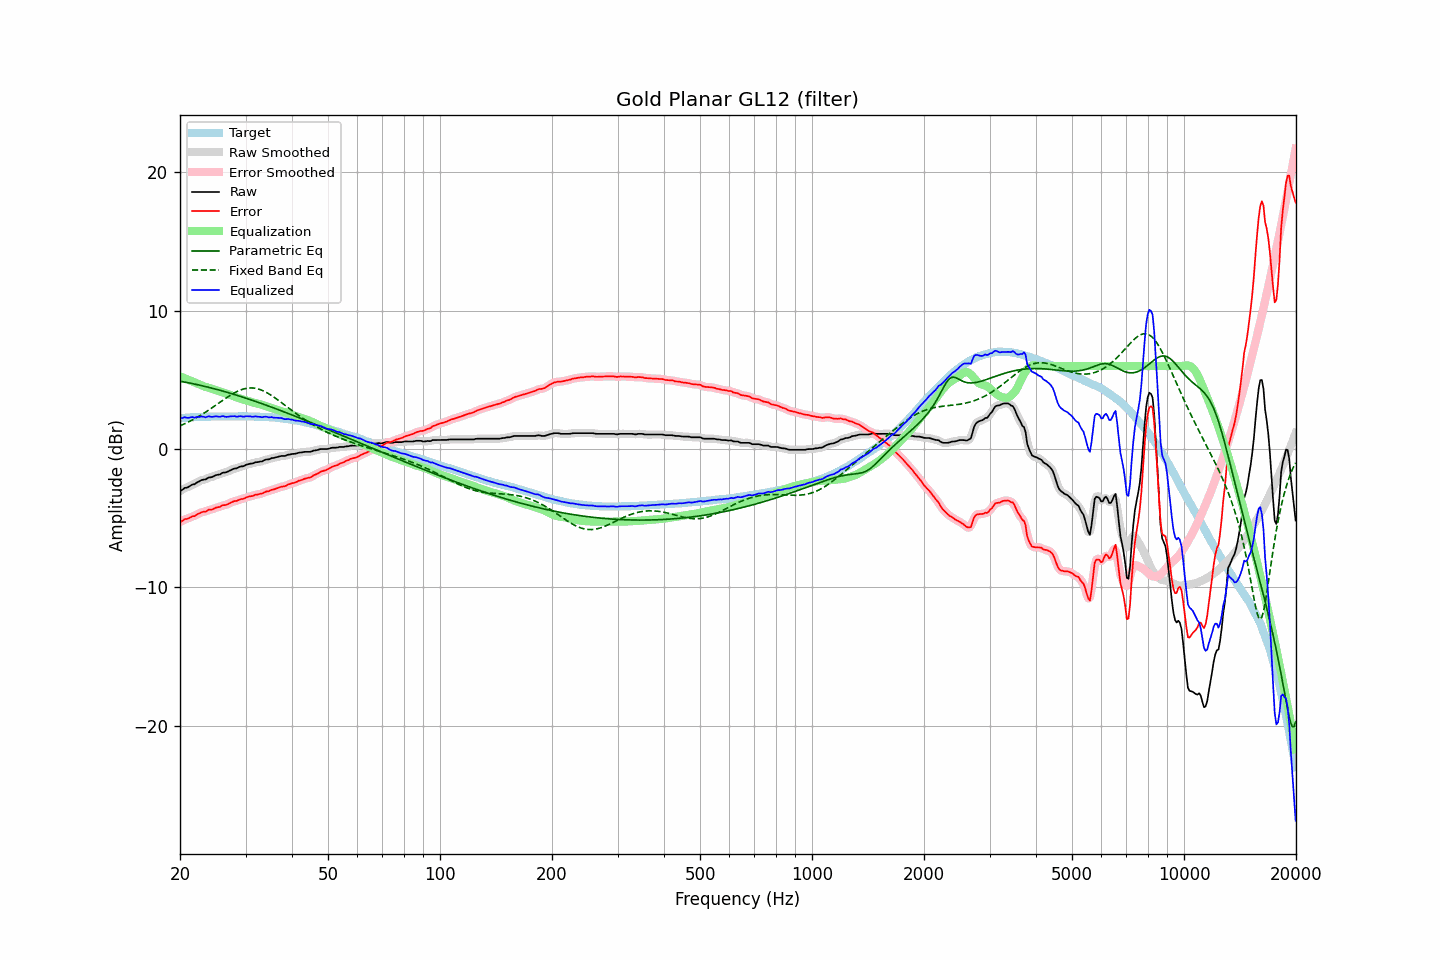 Gold Planar GL12 (filter)
Target
Raw Smoothed
Error Smoothed
Raw
Error
Equalization
Parametric Eq
Fixed Band Eq
Equalized
20
10
0
−10
−20
Amplitude (dBr)
20
50
100
200
500
1000
2000
5000
10000
20000
Frequency (Hz)